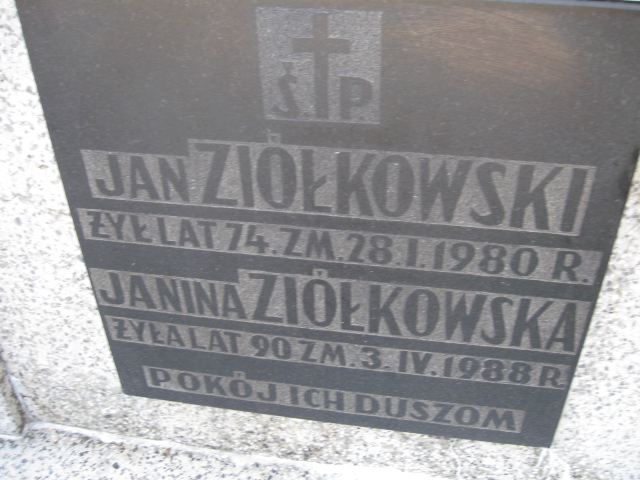 Ś.P.
JAN ZIÓŁKOWSKI
ŻYŁ LAT 74. ZM. 28.I.1980 R.
JANINA ZIÓŁKOWSKA
ŻYŁA LAT 90 ZM. 3. IV. 1988 R.
POKÓJ ICH DUSZOM